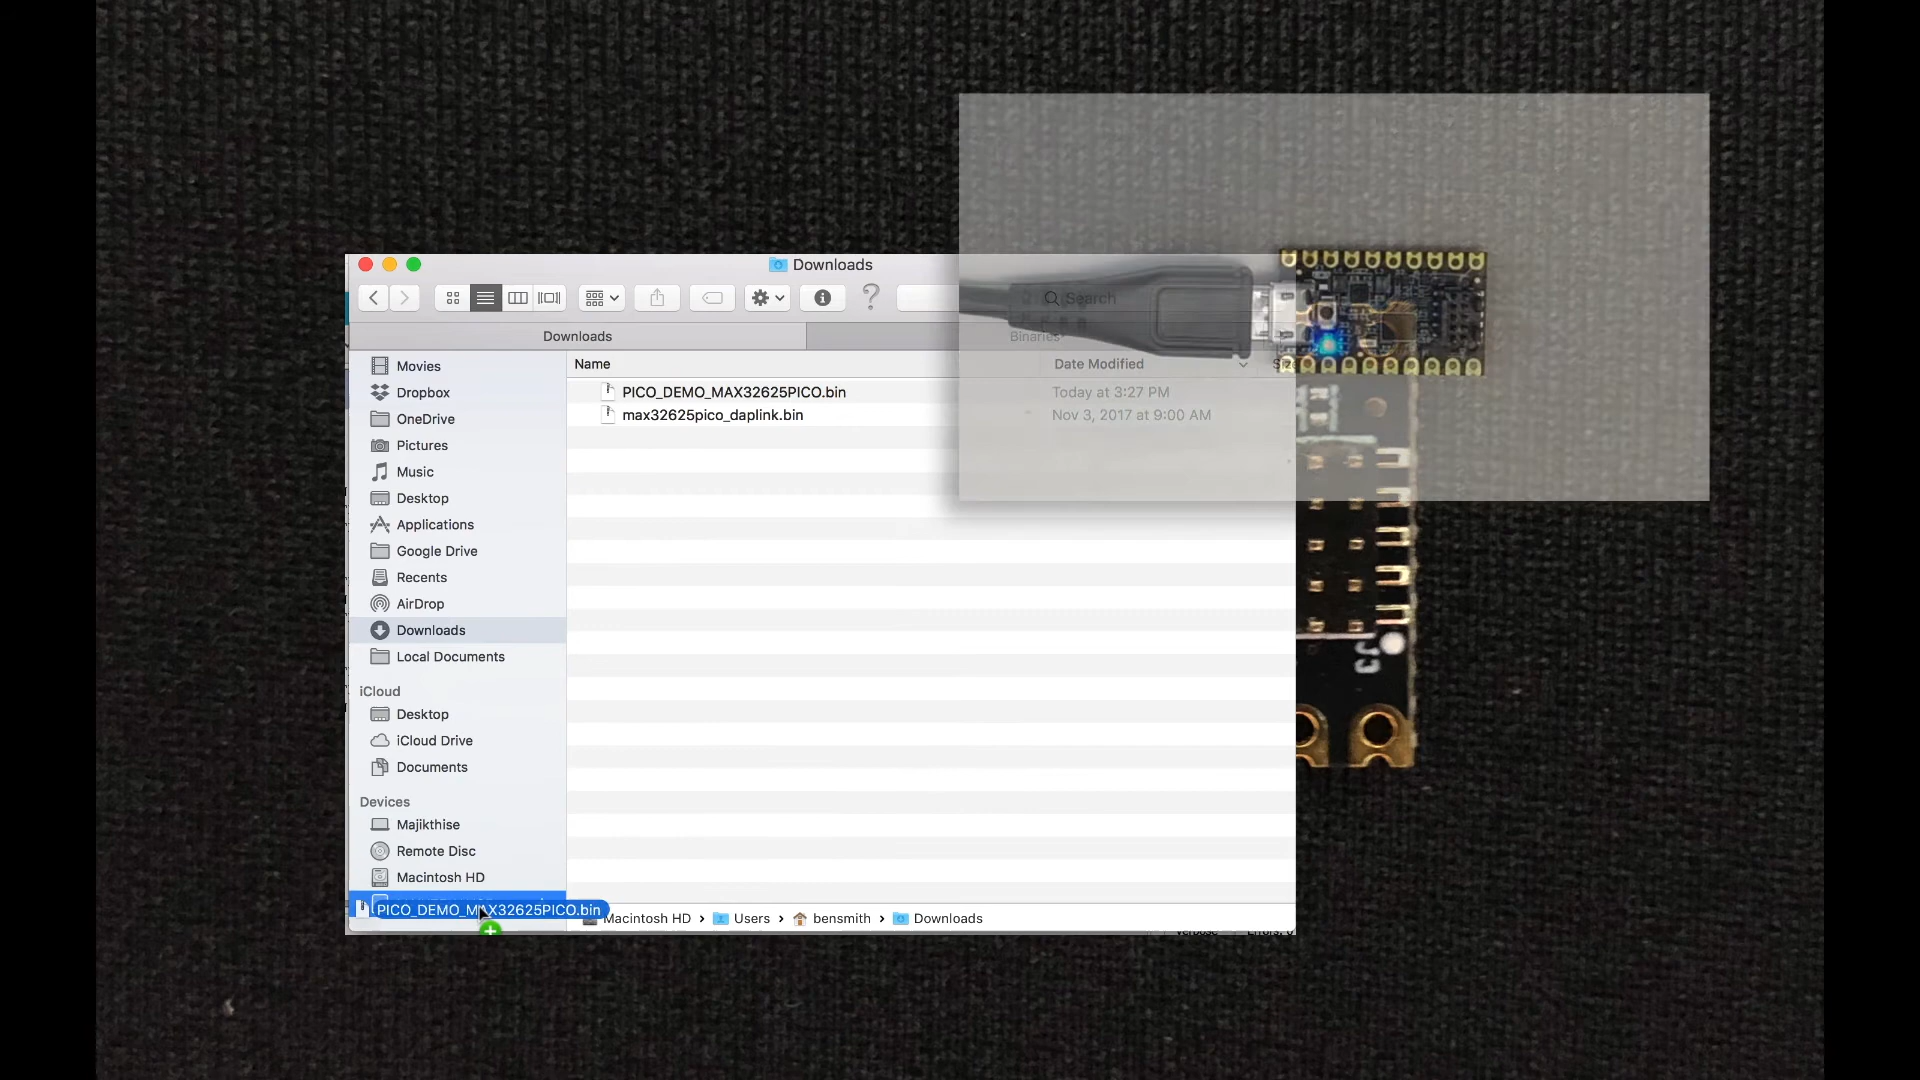 Downloads
Search
Downloads
Binaries
Name
Date Modified
Size
PICO_DEMO_MAX32625PICO.bin
Today at 3:27 PM
max32625pico_daplink.bin
Nov 3, 2017 at 9:00 AM
Movies
Dropbox
OneDrive
Pictures
Music
Desktop
Applications
Google Drive
Recents
AirDrop
Downloads
Local Documents
iCloud
Desktop
iCloud Drive
Documents
Devices
Majikthise
Remote Disc
Macintosh HD
PICO_DEMO_MAX32625PICO.bin
Macintosh HD › Users › bensmith › Downloads
J3